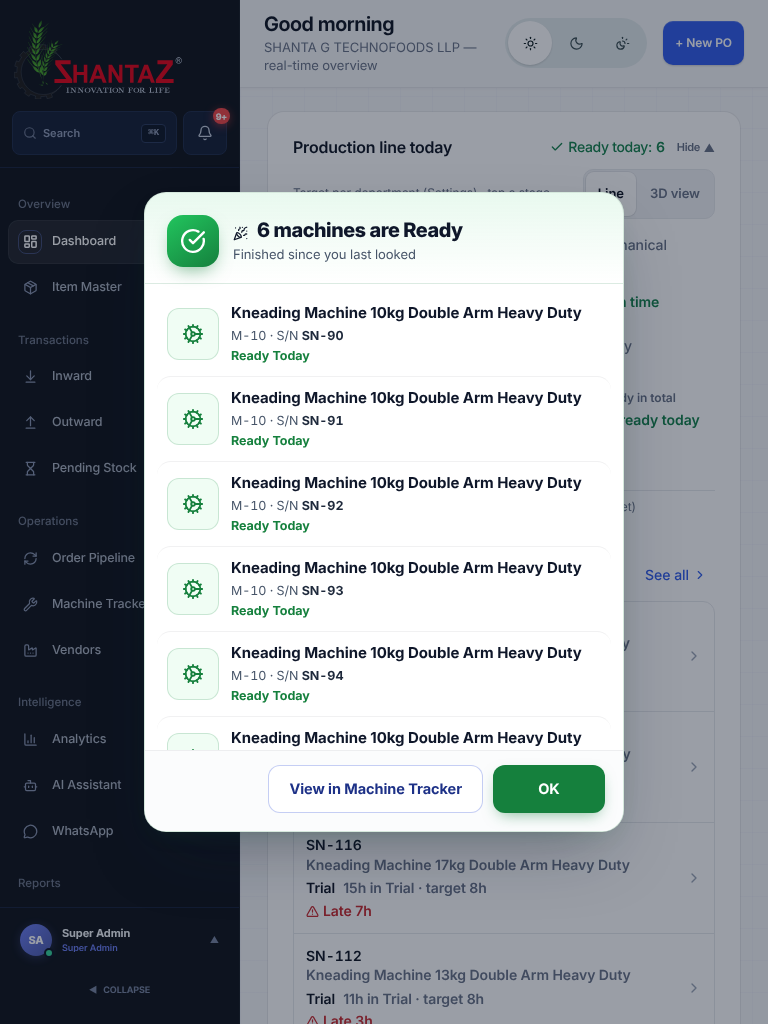 SHANTAZ®
INNOVATION FOR LIFE
Search ⌘K
9+
Overview
Dashboard
Item Master
Transactions
Inward
Outward
Pending Stock
Operations
Order Pipeline
Machine Tracke
Vendors
Intelligence
Analytics
AI Assistant
WhatsApp
Reports
SA
Super Admin
Super Admin
COLLAPSE
Good morning
SHANTA G TECHNOFOODS LLP —
real-time overview
+ New PO
Production line today
Ready today: 6
Hide
Line
3D view
6 machines are Ready
Finished since you last looked
Kneading Machine 10kg Double Arm Heavy Duty
M-10 · S/N SN-90
Ready Today
Kneading Machine 10kg Double Arm Heavy Duty
M-10 · S/N SN-91
Ready Today
Kneading Machine 10kg Double Arm Heavy Duty
M-10 · S/N SN-92
Ready Today
Kneading Machine 10kg Double Arm Heavy Duty
M-10 · S/N SN-93
Ready Today
Kneading Machine 10kg Double Arm Heavy Duty
M-10 · S/N SN-94
Ready Today
Kneading Machine 10kg Double Arm Heavy Duty
View in Machine Tracker
OK
time
in total
ready today
See all
SN-116
Kneading Machine 17kg Double Arm Heavy Duty
Trial 15h in Trial · target 8h
Late 7h
SN-112
Kneading Machine 13kg Double Arm Heavy Duty
Trial 11h in Trial · target 8h
Late 3h